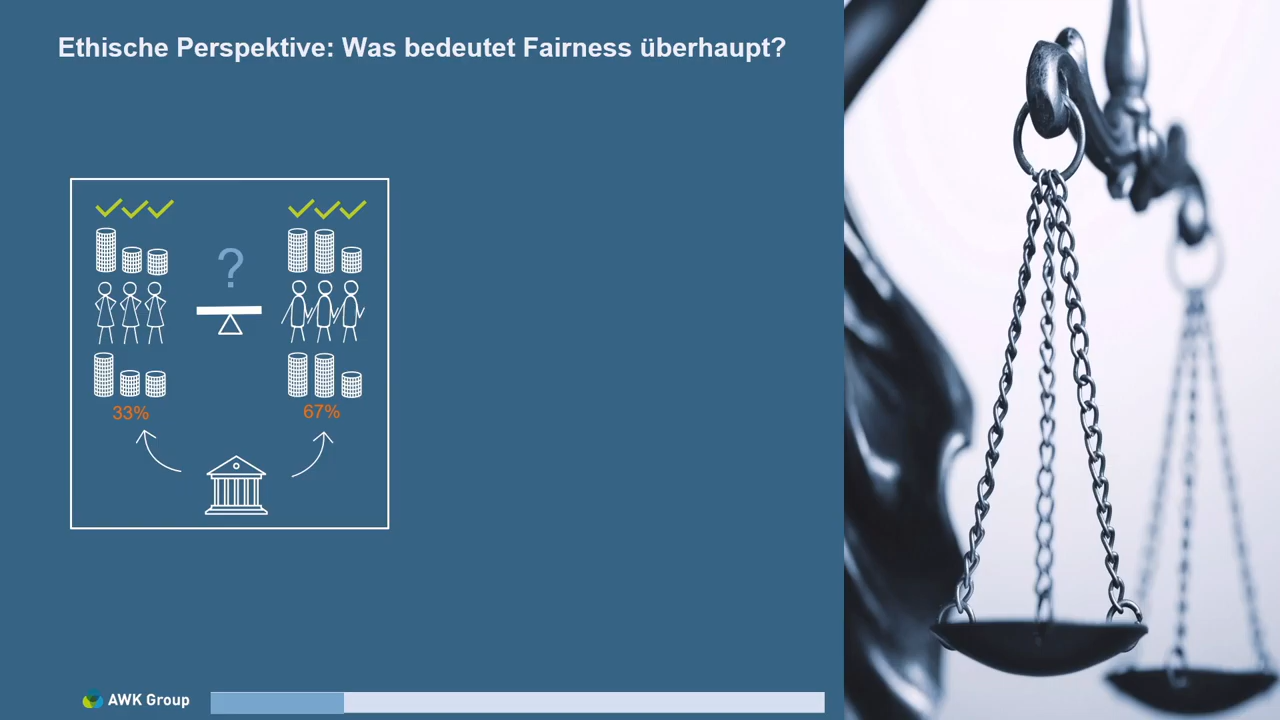 Ethische Perspektive: Was bedeutet Fairness überhaupt?
?
33%
67%
AWK Group